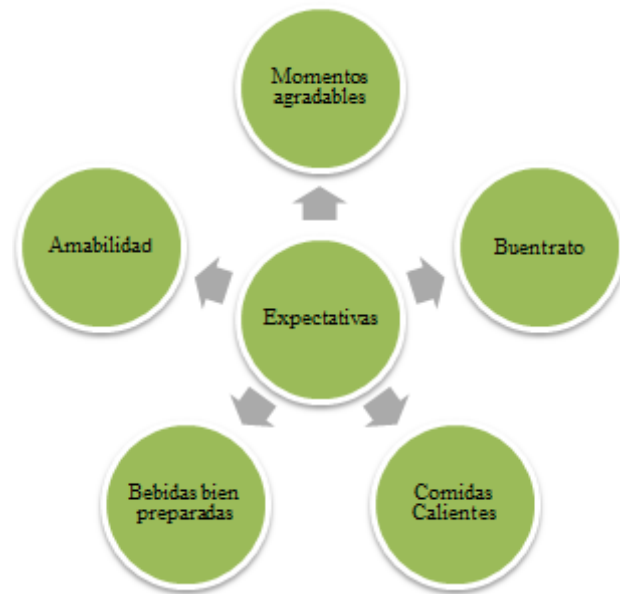 Momentos
agradables
Amabilidad
Buentrato
Expectativas
Bebidas bien
preparadas
Comidas
Calientes